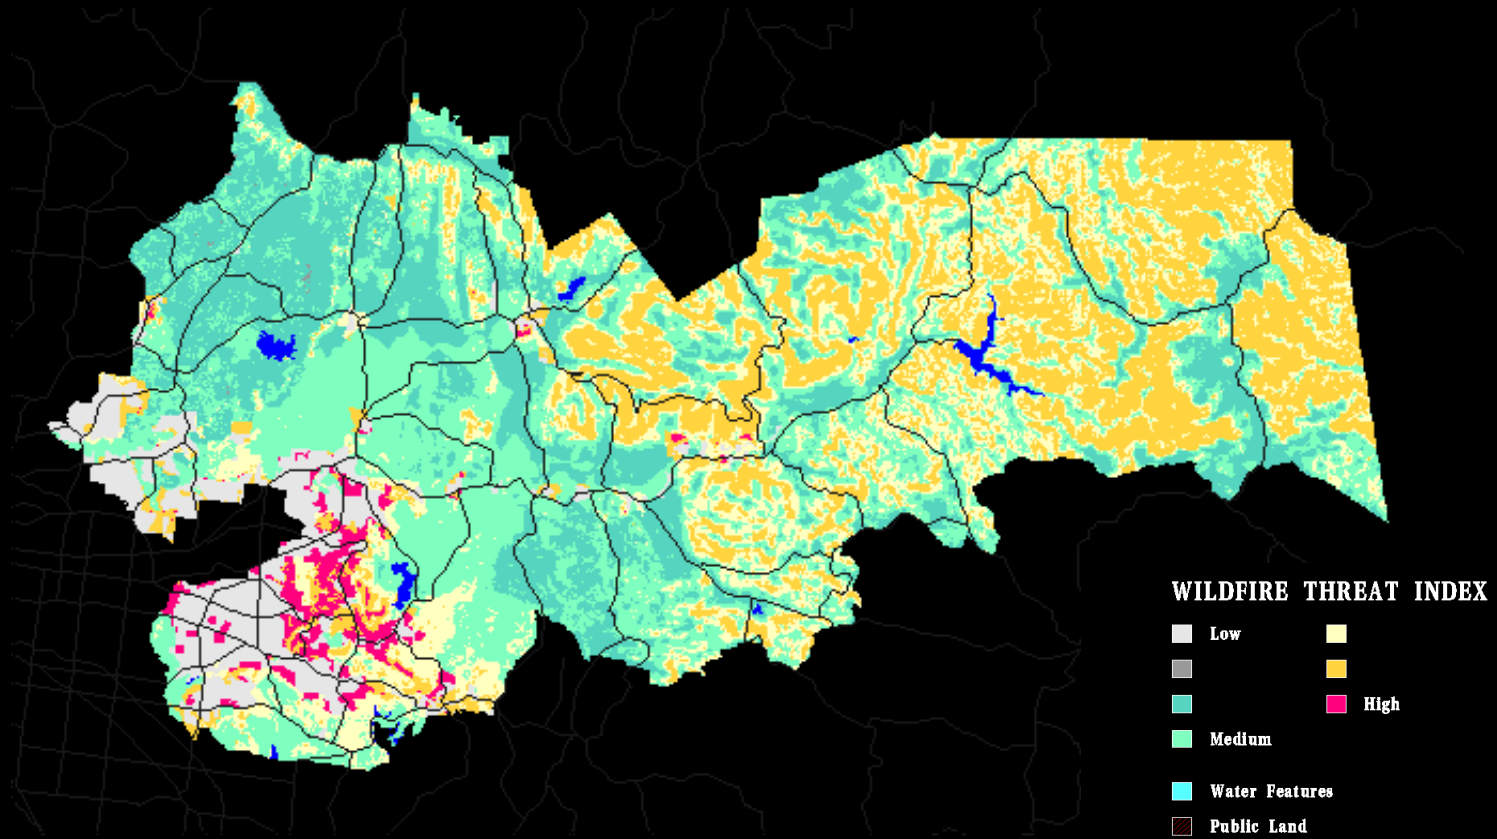 WILDFIRE THREAT INDEX
Low
High
Medium
Water Features
Public Land